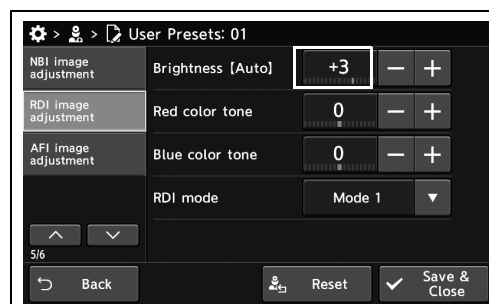 > > User Presets: 01
NBI image
adjustment
Brightness [Auto]
+3
RDI image
adjustment
Red color tone
0
AFI image
adjustment
Blue color tone
0
RDI mode
Mode 1
5/6
Back
Reset
Save &
Close